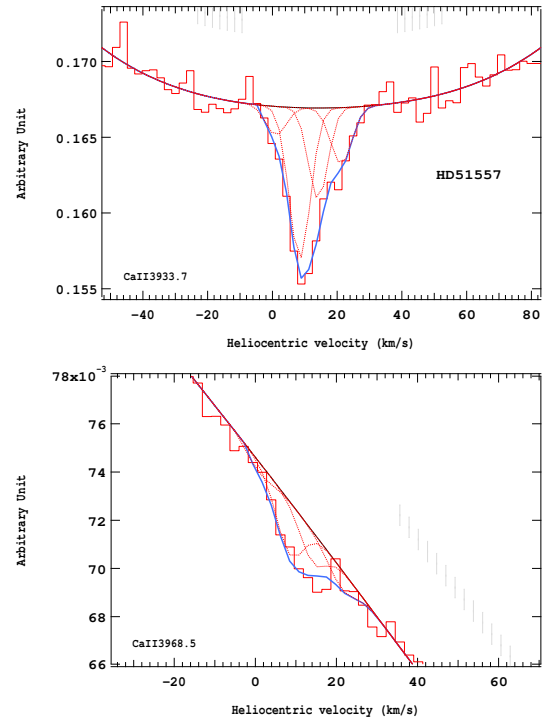 0.170
0.165
0.160
0.155
Arbitrary Unit
HD51557
CaII3933.7
-40
-20
0
20
40
60
80
Heliocentric velocity (km/s)
78x10-3
76
74
72
70
68
66
Arbitrary Unit
CaII3968.5
-20
0
20
40
60
Heliocentric velocity (km/s)